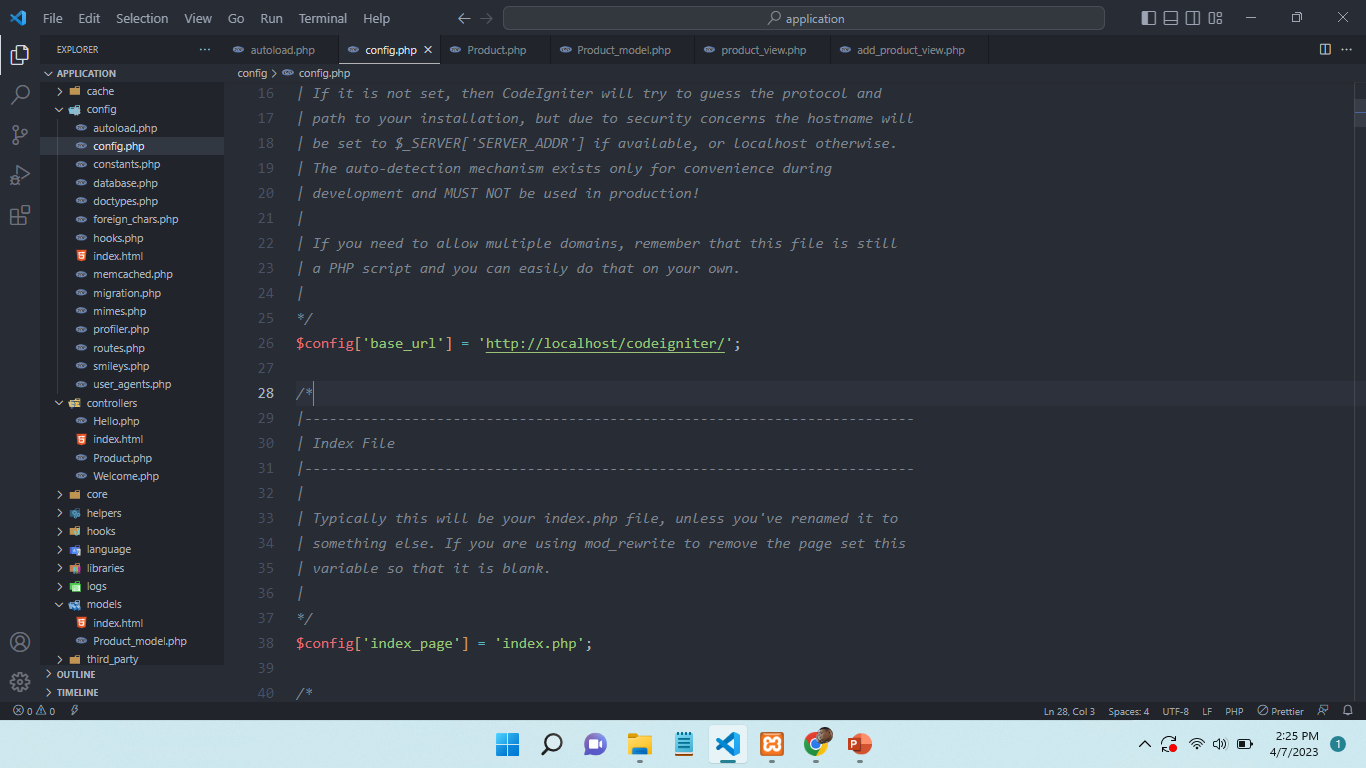 File Edit Selection View Go Run Terminal Help
application
EXPLORER
autoload.php config.php Product.php Product_model.php product_view.php add_product_view.php
APPLICATION
cache
config
autoload.php
config.php
constants.php
database.php
doctypes.php
foreign_chars.php
hooks.php
index.html
memcached.php
migration.php
mimes.php
profiler.php
routes.php
smileys.php
user_agents.php
controllers
Hello.php
index.html
Product.php
Welcome.php
core
helpers
hooks
language
libraries
logs
models
index.html
Product_model.php
third_party
OUTLINE
TIMELINE
config > config.php
16 | If it is not set, then CodeIgniter will try to guess the protocol and
17 | path to your installation, but due to security concerns the hostname will
18 | be set to $_SERVER['SERVER_ADDR'] if available, or localhost otherwise.
19 | The auto-detection mechanism exists only for convenience during
20 | development and MUST NOT be used in production!
21 |
22 | If you need to allow multiple domains, remember that this file is still
23 | a PHP script and you can easily do that on your own.
24 |
25 */
26 $config['base_url'] = 'http://localhost/codeigniter/';
27
28 /*
29 |--------------------------------------------------------------------------
30 | Index File
31 |--------------------------------------------------------------------------
32 |
33 | Typically this will be your index.php file, unless you've renamed it to
34 | something else. If you are using mod_rewrite to remove the page set this
35 | variable so that it is blank.
36 |
37 */
38 $config['index_page'] = 'index.php';
39
40 /*
0 0 Ln 28, Col 3 Spaces: 4 UTF-8 LF PHP Prettier
2:25 PM
4/7/2023
1